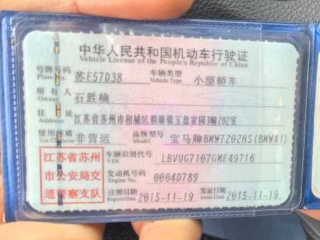 中华人民共和国机动车行驶证
Vehicle License of the People's Republic of China
号牌号码 苏E57D38 车辆类型 小型轿车
Plate No. Vehicle Type
所有人 石胜楠
住址 江苏省苏州市相城区
使用性质 非营运 品牌型号 宝马牌BMW7202HS(BMWX1)
江苏省苏州
市公安局交
通警察支队
车辆识别代号 LBVUG7107GME49716
VIN
发动机号码 0004D789
Engine No.
注册日期 2015-11-19 发证日期 2015-11-19
Register Date Issue Date